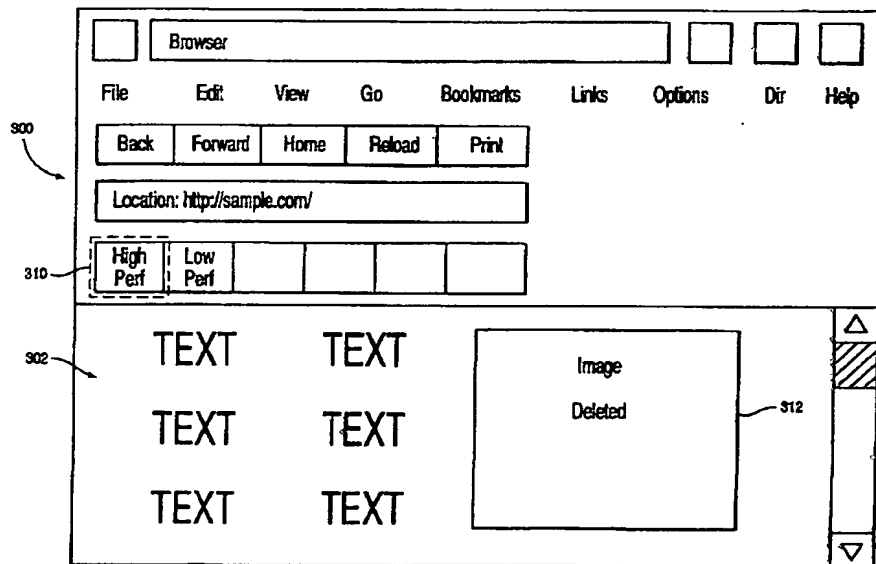 Browser
File Edit View Go Bookmarks Links Options Dir Help
300
Back Forward Home Reload Print
Location: http://sample.com/
310
High Perf Low Perf
302
TEXT TEXT
Image
Deleted
312
TEXT TEXT
TEXT TEXT